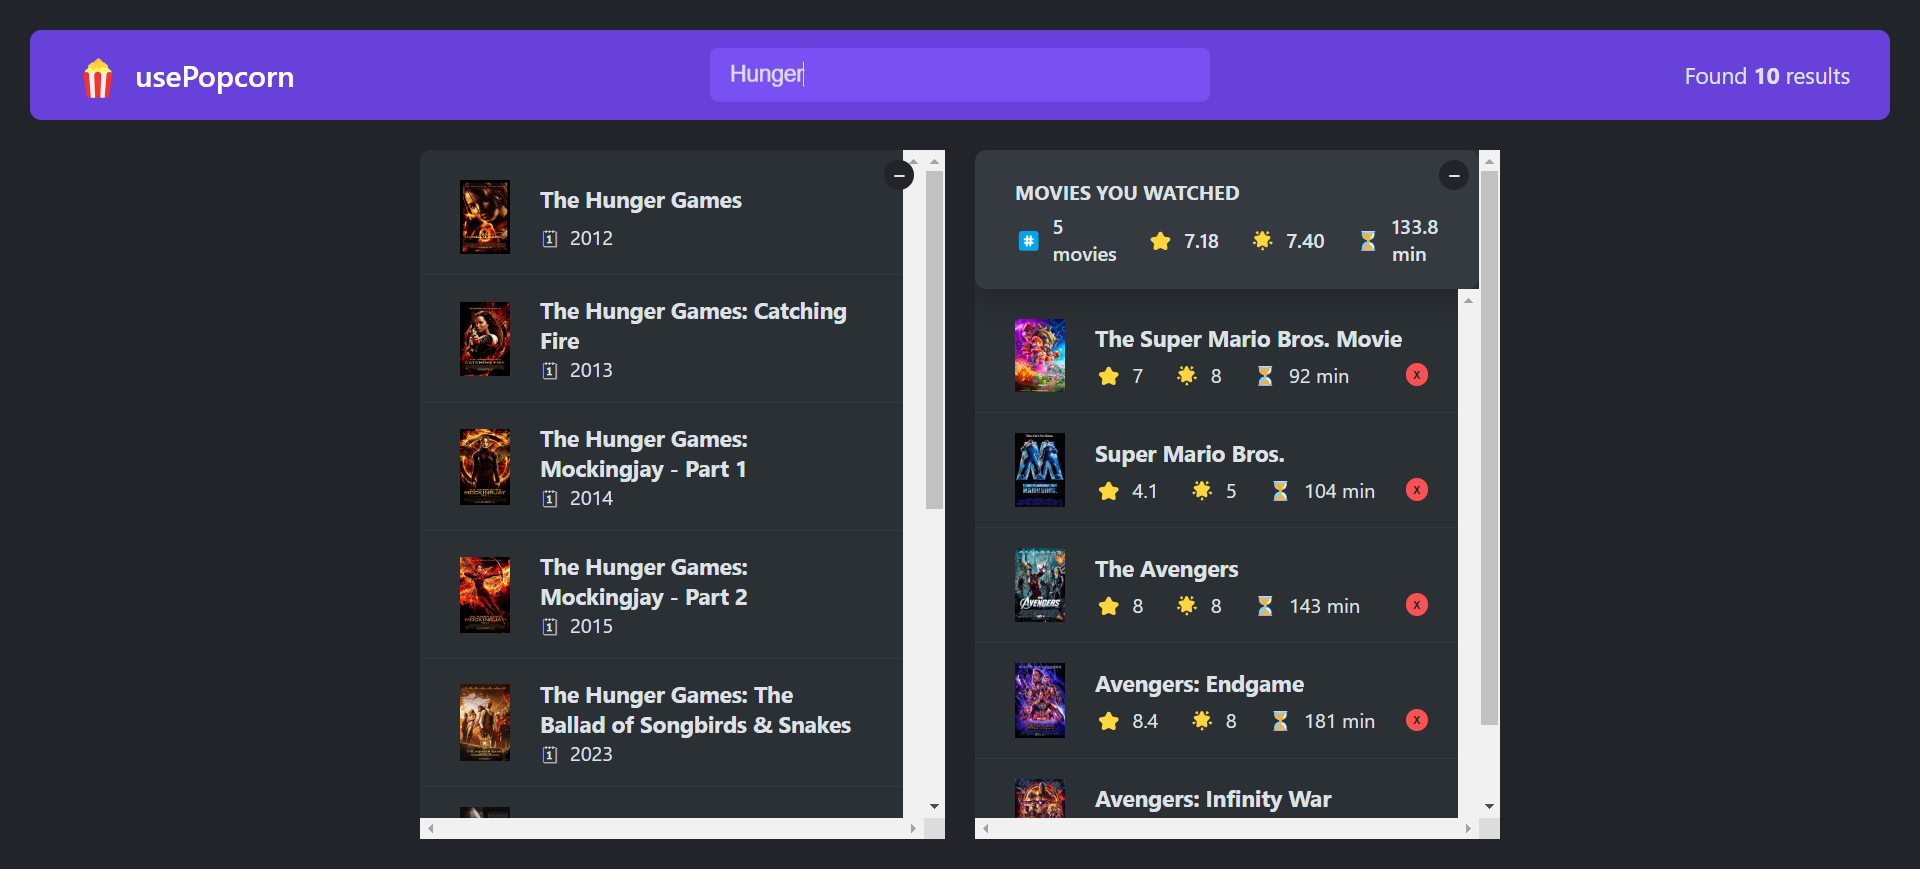 usePopcorn
Hunger
Found 10 results
The Hunger Games
2012
The Hunger Games: Catching
Fire
2013
The Hunger Games:
Mockingjay - Part 1
2014
The Hunger Games:
Mockingjay - Part 2
2015
The Hunger Games: The
Ballad of Songbirds & Snakes
2023
MOVIES YOU WATCHED
# 5 movies 7.18 7.40 133.8 min
The Super Mario Bros. Movie
7 8 92 min x
Super Mario Bros.
4.1 5 104 min x
The Avengers
AVENGERS
8 8 143 min x
Avengers: Endgame
8.4 8 181 min x
Avengers: Infinity War